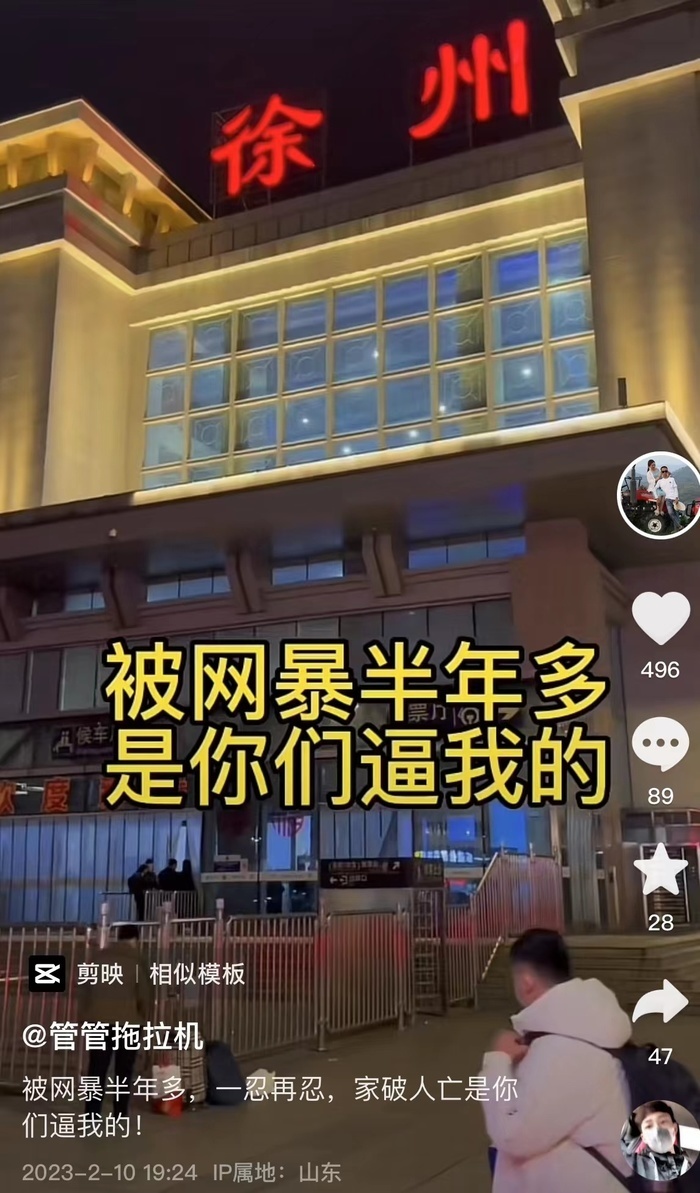 徐州
被网暴半年多
是你们逼我的
候车
票厅
496
89
28
47
剪映 | 相似模板
@管管拖拉机
被网暴半年多，一忍再忍，家破人亡是你
们逼我的！
2023-2-10 19:24 IP属地：山东